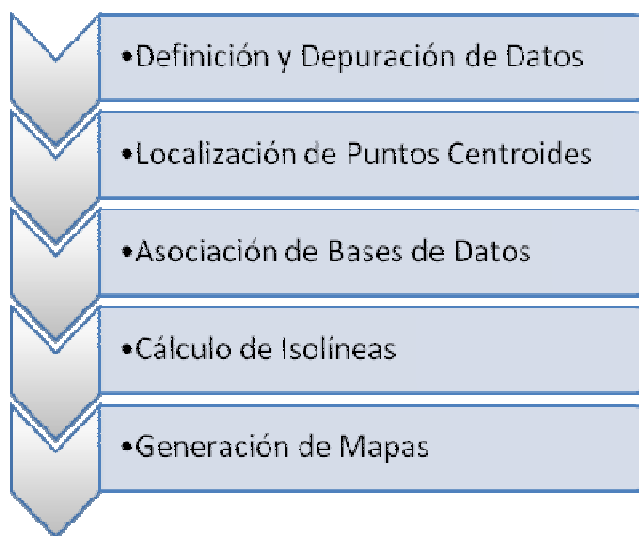 •Definición y Depuración de Datos
•Localización de Puntos Centroides
•Asociación de Bases de Datos
•Cálculo de Isolíneas
•Generación de Mapas